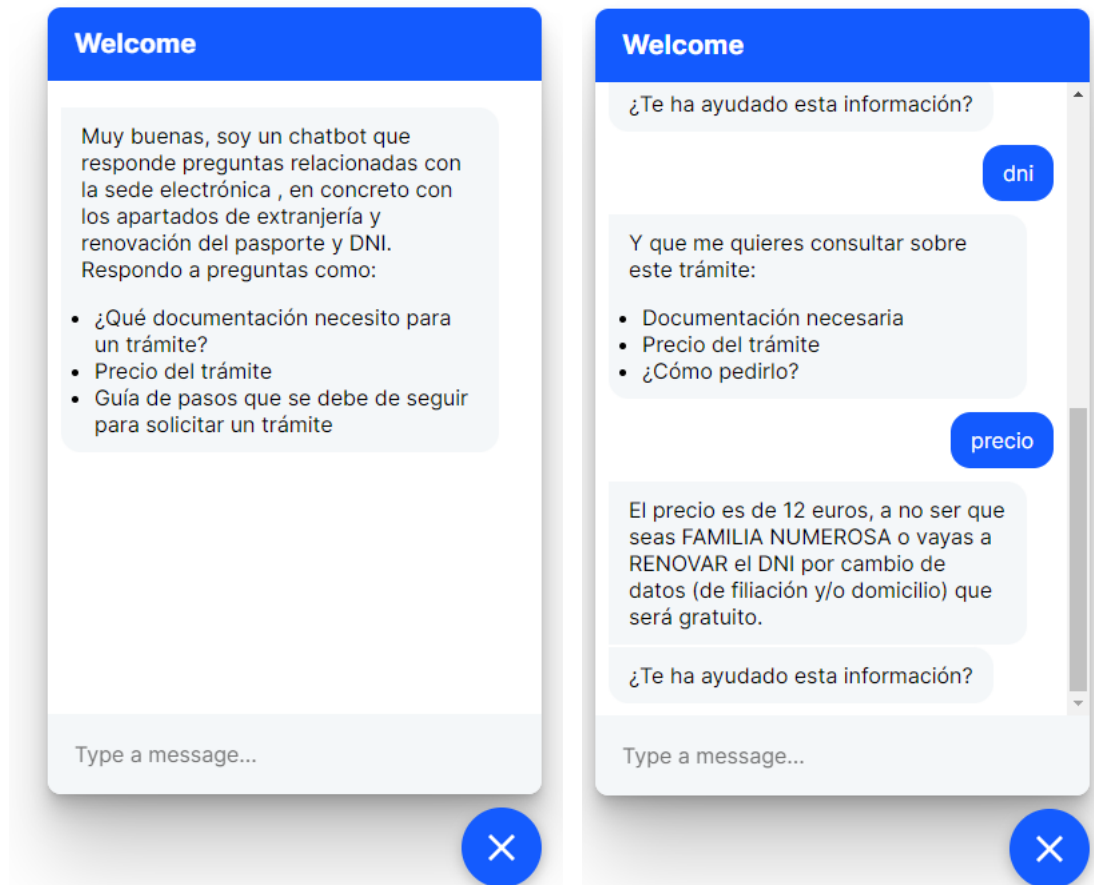 Welcome
Muy buenas, soy un chatbot que
responde preguntas relacionadas con
la sede electrónica , en concreto con
los apartados de extranjería y
renovación del pasporte y DNI.
Respondo a preguntas como:
¿Qué documentación necesito para
un trámite?
Precio del trámite
Guía de pasos que se debe de seguir
para solicitar un trámite
Type a message...
Welcome
¿Te ha ayudado esta información?
dni
Y que me quieres consultar sobre
este trámite:
Documentación necesaria
Precio del trámite
¿Cómo pedirlo?
precio
El precio es de 12 euros, a no ser que
seas FAMILIA NUMEROSA o vayas a
RENOVAR el DNI por cambio de
datos (de filiación y/o domicilio) que
será gratuito.
¿Te ha ayudado esta información?
Type a message...